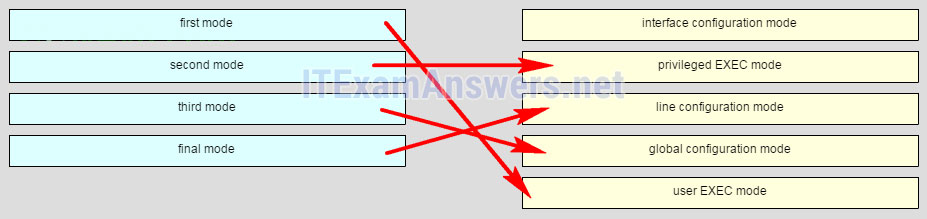 first mode
interface configuration mode
second mode
privileged EXEC mode
ITExamAnswers.net
third mode
line configuration mode
final mode
global configuration mode
user EXEC mode